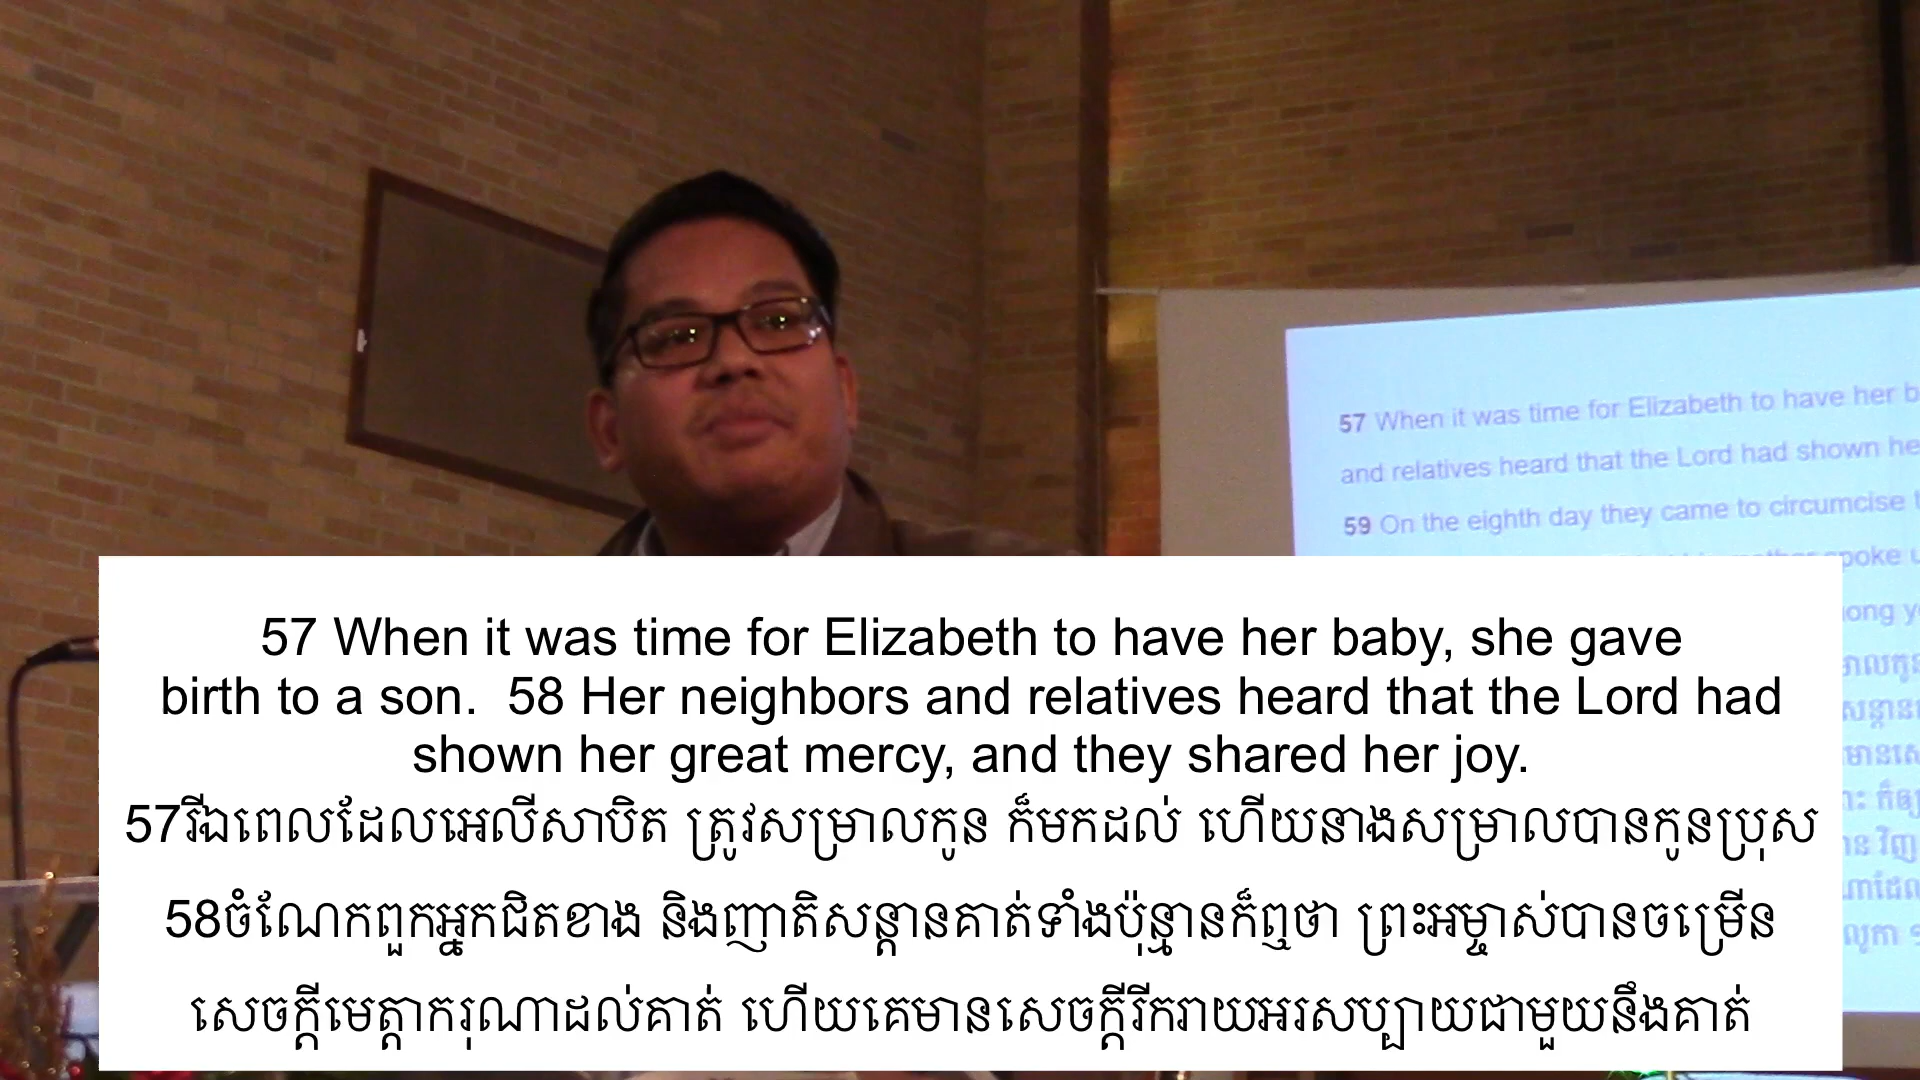 57 When it was time for Elizabeth to have her b
and relatives heard that the Lord had shown he
59 On the eighth day they came to circumcise
57 When it was time for Elizabeth to have her baby, she gave
birth to a son. 58 Her neighbors and relatives heard that the Lord had
shown her great mercy, and they shared her joy.
57រីឯពេលដែលអេលីសាបិត ត្រូវសម្រាលកូន ក៏មកដល់ ហើយនាងសម្រាលបានកូនប្រុស
58ចំណែកពួកអ្នកជិតខាង និងញាតិសន្តានគាត់ទាំងប៉ុន្មានក៏ឮថា ព្រះអម្ចាស់បានចម្រើន
សេចក្ដីមេត្តាករុណាដល់គាត់ ហើយគេមានសេចក្ដីរីករាយអរសប្បាយជាមួយនឹងគាត់